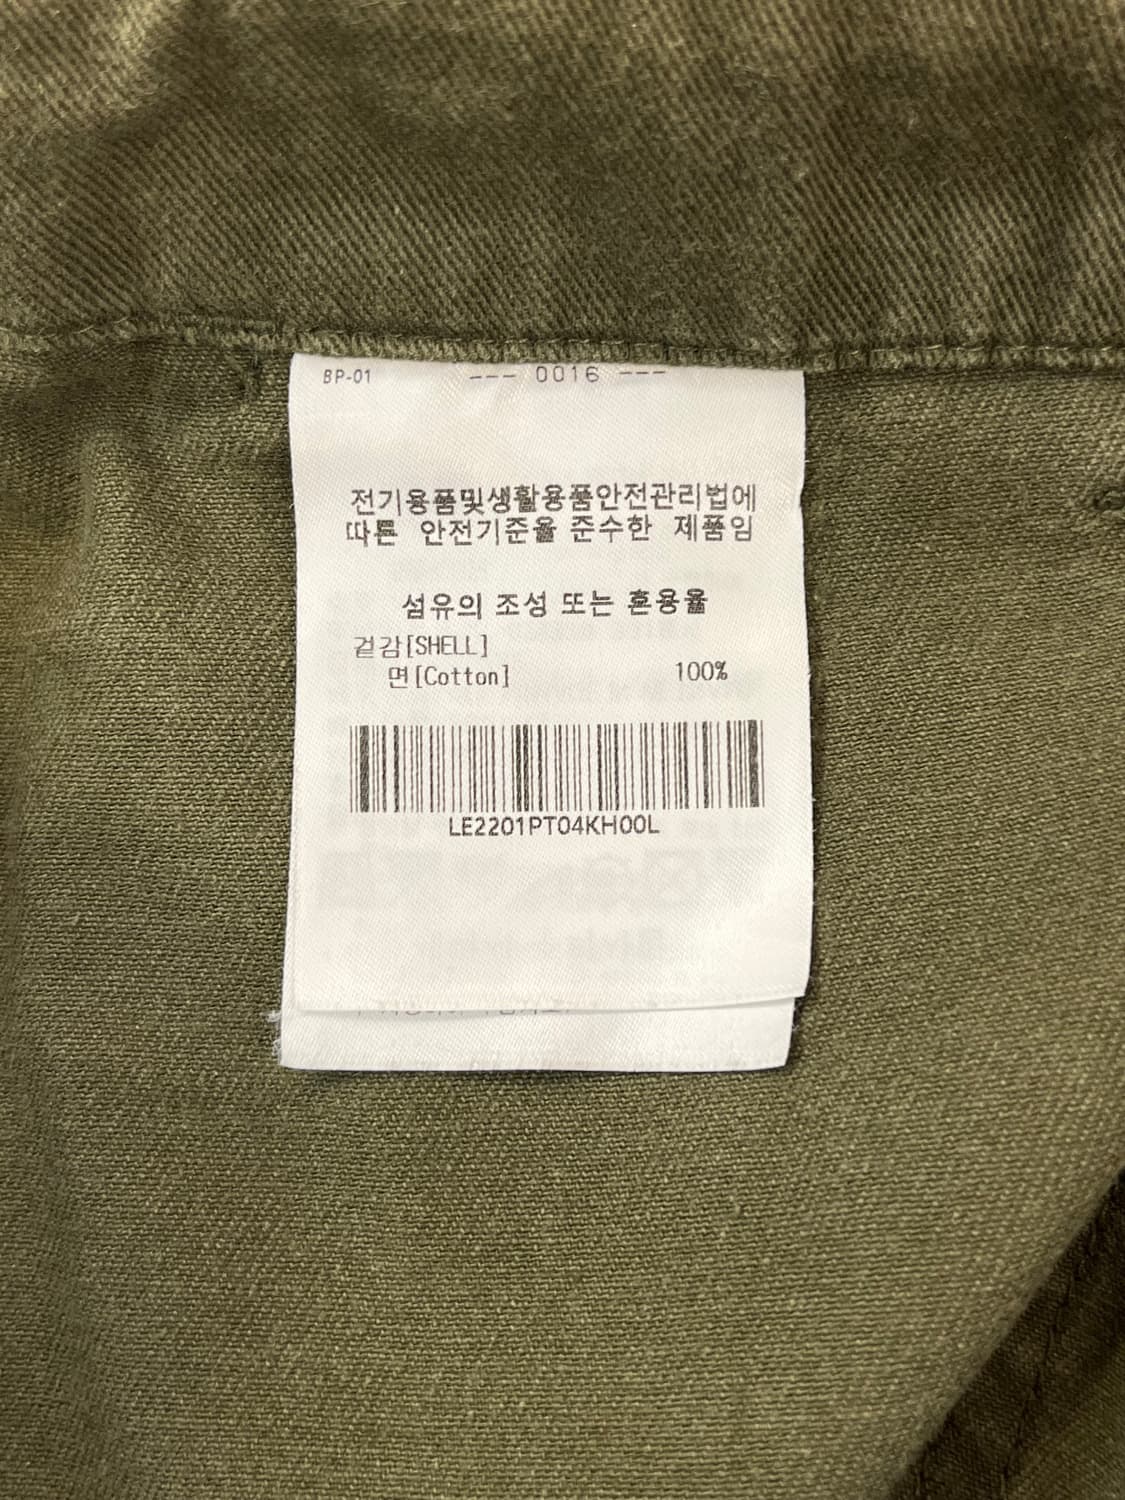 BP-01 --- 0016 ---
전기용품및생활용품안전관리법에
따른 안전기준을 준수한 제품임
섬유의 조성 또는 혼용율
겉감[SHELL]
면[Cotton] 100%
LE2201PT04KH00L